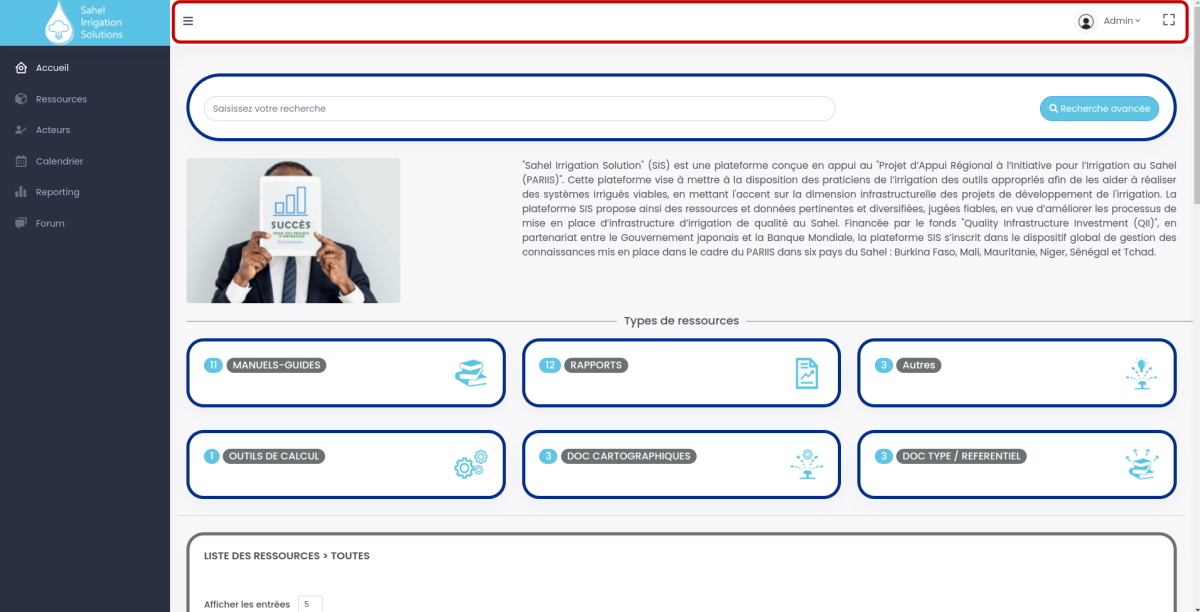 Sahel
Irrigation
Solutions
Admin
Accueil
Ressources
Acteurs
Calendrier
Reporting
Forum
Saisissez votre recherche
Recherche avancée
SUCCÈS
"Sahel Irrigation Solution" (SIS) est une plateforme conçue en appui au "Projet d'Appui Régional à l'Initiative pour l'Irrigation au Sahel
(PARIIS)". Cette plateforme vise à mettre à la disposition des praticiens de l'irrigation des outils appropriés afin de les aider à réaliser
des systèmes irrigués viables, en mettant l'accent sur la dimension infrastructurelle des projets de développement de l'irrigation. La
plateforme SIS propose ainsi des ressources et données pertinentes et diversifiées, jugées fiables, en vue d'améliorer les processus de
mise en place d'infrastructure d'irrigation de qualité au Sahel. Financée par le fonds "Quality Infrastructure Investment (QII)", en
partenariat entre le Gouvernement japonais et la Banque Mondiale, la plateforme SIS s'inscrit dans le dispositif global de gestion des
connaissances mis en place dans le cadre du PARIIS dans six pays du Sahel : Burkina Faso, Mali, Mauritanie, Niger, Sénégal et Tchad.
Types de ressources
11 MANUELS-GUIDES
12 RAPPORTS
3 Autres
1 OUTILS DE CALCUL
3 DOC CARTOGRAPHIQUES
3 DOC TYPE / REFERENTIEL
LISTE DES RESSOURCES > TOUTES
Afficher les entrées 5